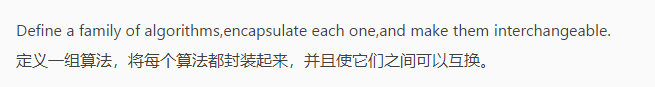 Define a family of algorithms,encapsulate each one,and make them interchangeable.
定义一组算法，将每个算法都封装起来，并且使它们之间可以互换。